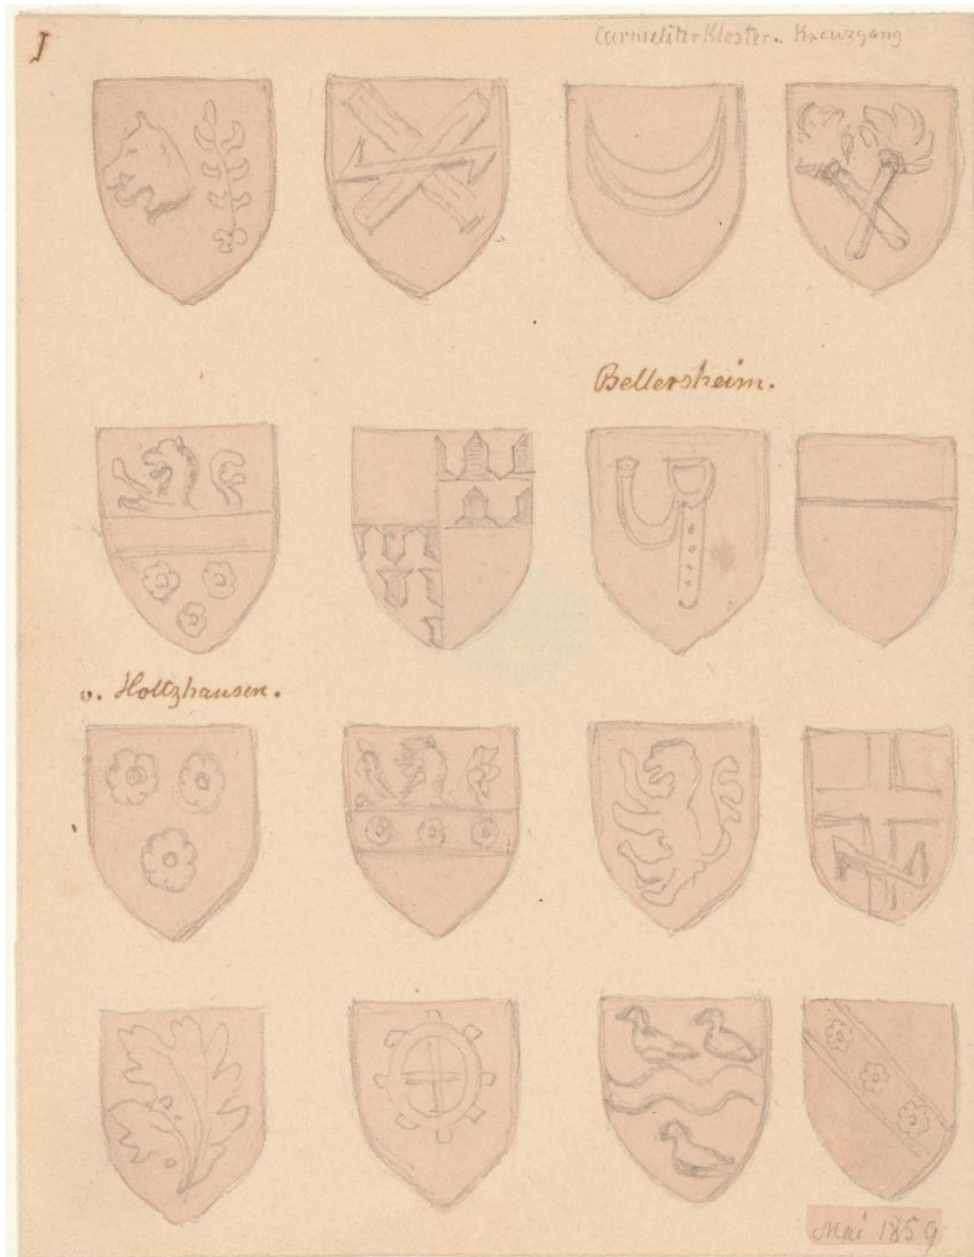 I
Carmeliter Kloster. Kreuzgang
Bellersheim.
v. Holtzhausen.
Mai 1859